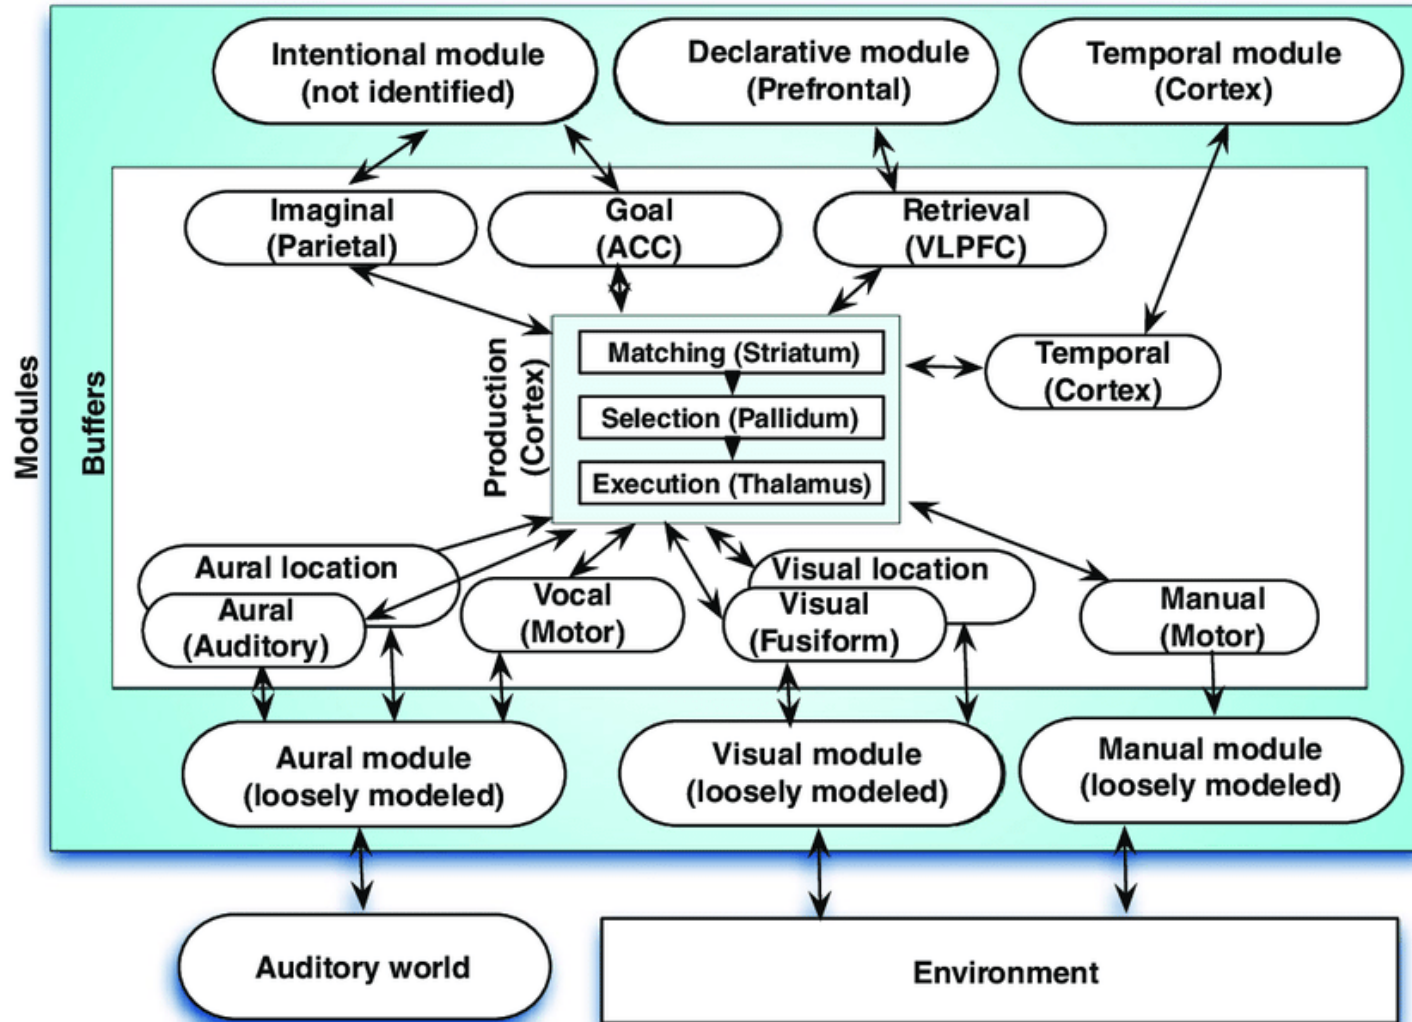 Intentional module
(not identified)
Declarative module
(Prefrontal)
Temporal module
(Cortex)
Imaginal
(Parietal)
Goal
(ACC)
Retrieval
(VLPFC)
Modules
Buffers
Production
(Cortex)
Matching (Striatum)
Selection (Pallidum)
Execution (Thalamus)
Temporal
(Cortex)
Aural location
Aural
(Auditory)
Vocal
(Motor)
Visual location
Visual
(Fusiform)
Manual
(Motor)
Aural module
(loosely modeled)
Visual module
(loosely modeled)
Manual module
(loosely modeled)
Auditory world
Environment